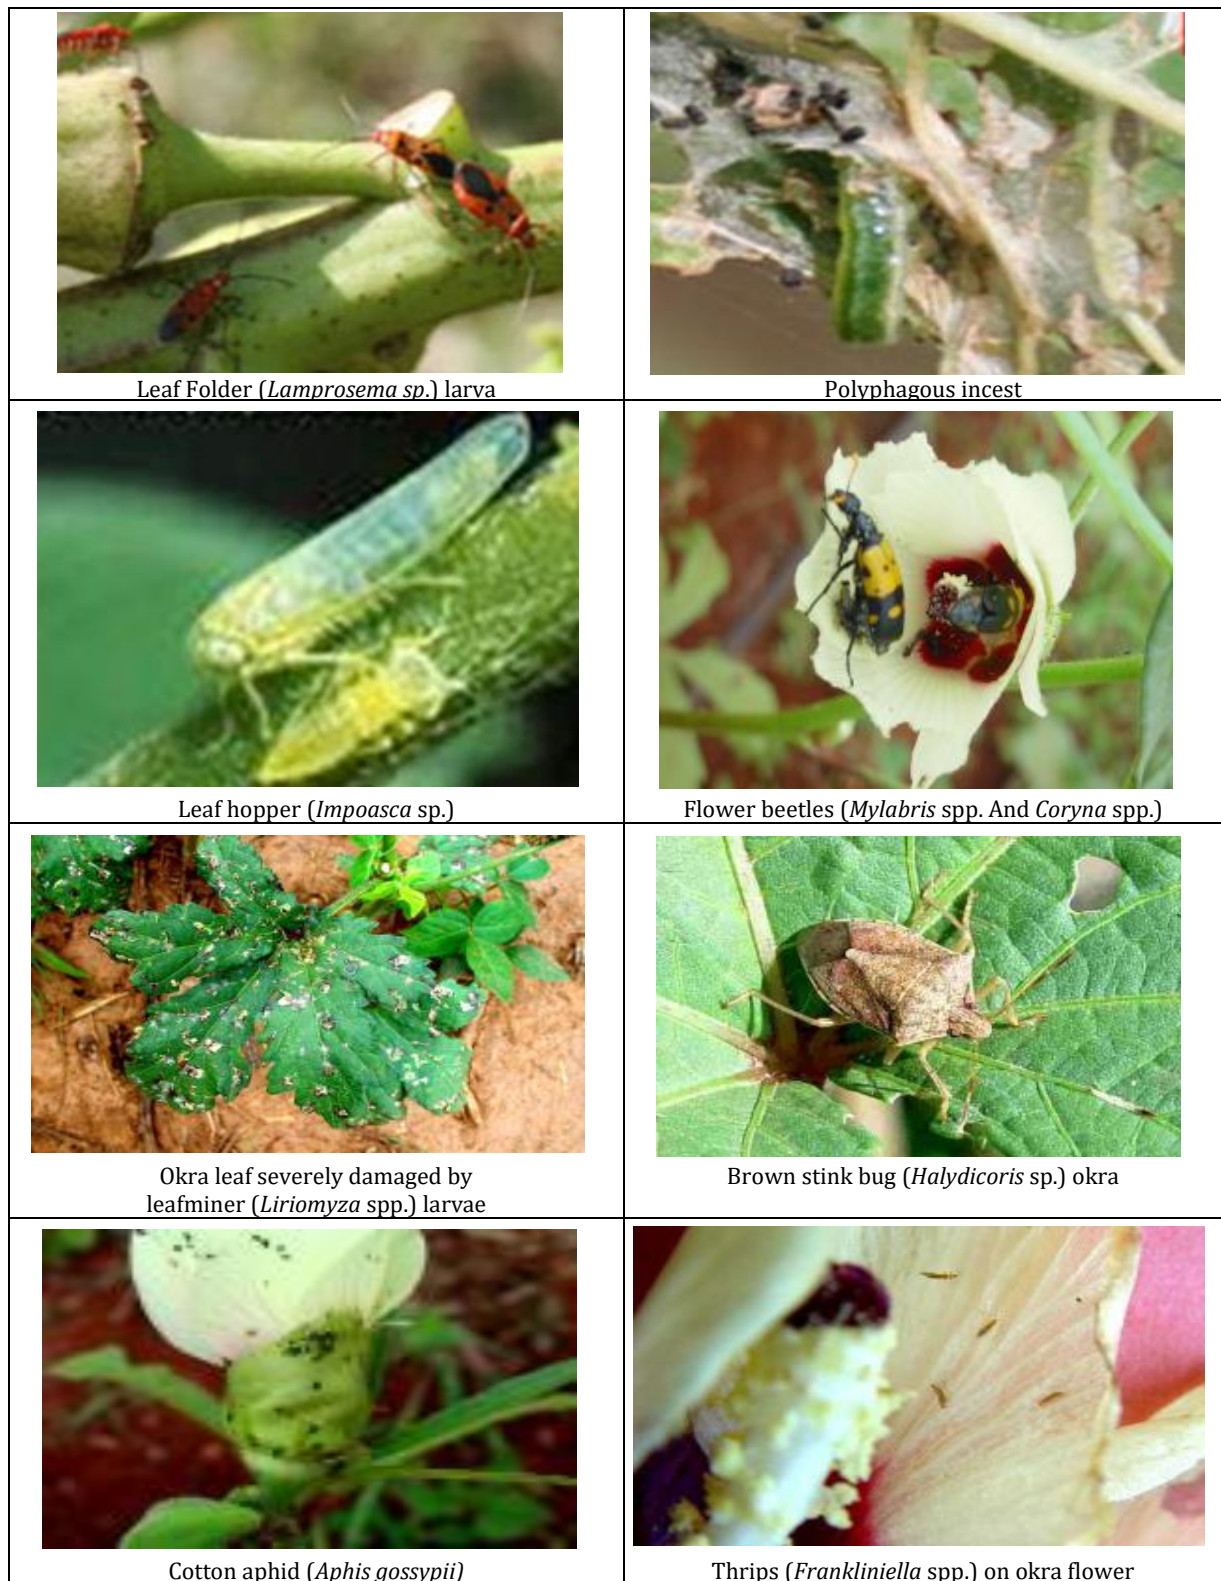 Leaf Folder (Lamprosema sp.) larva
Polyphagous incest
Leaf hopper (Impoasca sp.)
Flower beetles (Mylabris spp. And Coryna spp.)
Okra leaf severely damaged by
leafminer (Liriomyza spp.) larvae
Brown stink bug (Halydicoris sp.) okra
Cotton aphid (Aphis gossypii)
Thrips (Frankliniella spp.) on okra flower